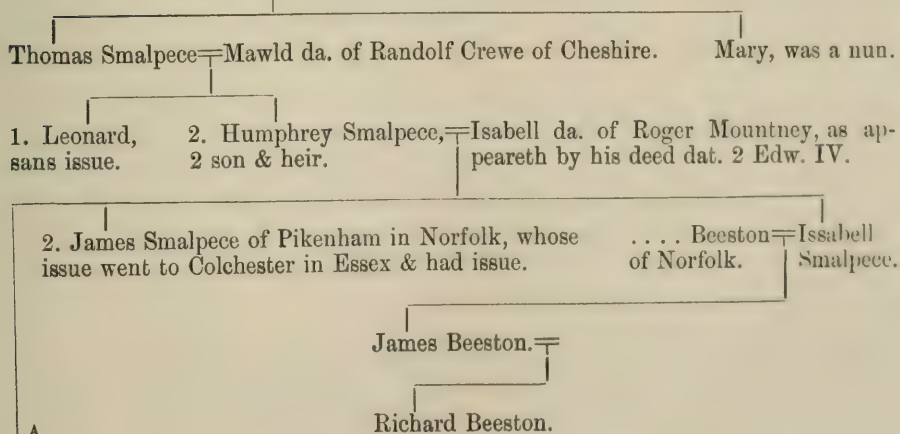 Thomas Smalpece=Mawld da. of Randolf Crewe of Cheshire. Mary, was a nun.
1. Leonard, sans issue.
2. Humphrey Smalpece, 2 son & heir.
=Isabell da. of Roger Mountney, as ap-
peareth by his deed dat. 2 Edw. IV.
2. James Smalpece of Pikenham in Norfolk, whose
issue went to Colchester in Essex & had issue.
. . . . Beeston=Issabell
of Norfolk. Smalpece.
James Beeston.=
Richard Beeston.
A